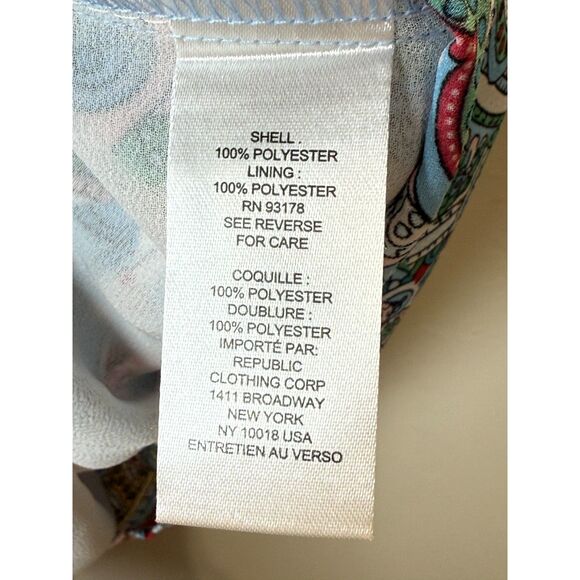 SHELL :
100% POLYESTER
LINING :
100% POLYESTER
RN 93178
SEE REVERSE
FOR CARE
COQUILLE :
100% POLYESTER
DOUBLURE :
100% POLYESTER
IMPORTÉ PAR:
REPUBLIC
CLOTHING CORP
1411 BROADWAY
NEW YORK
NY 10018 USA
ENTRETIEN AU VERSO